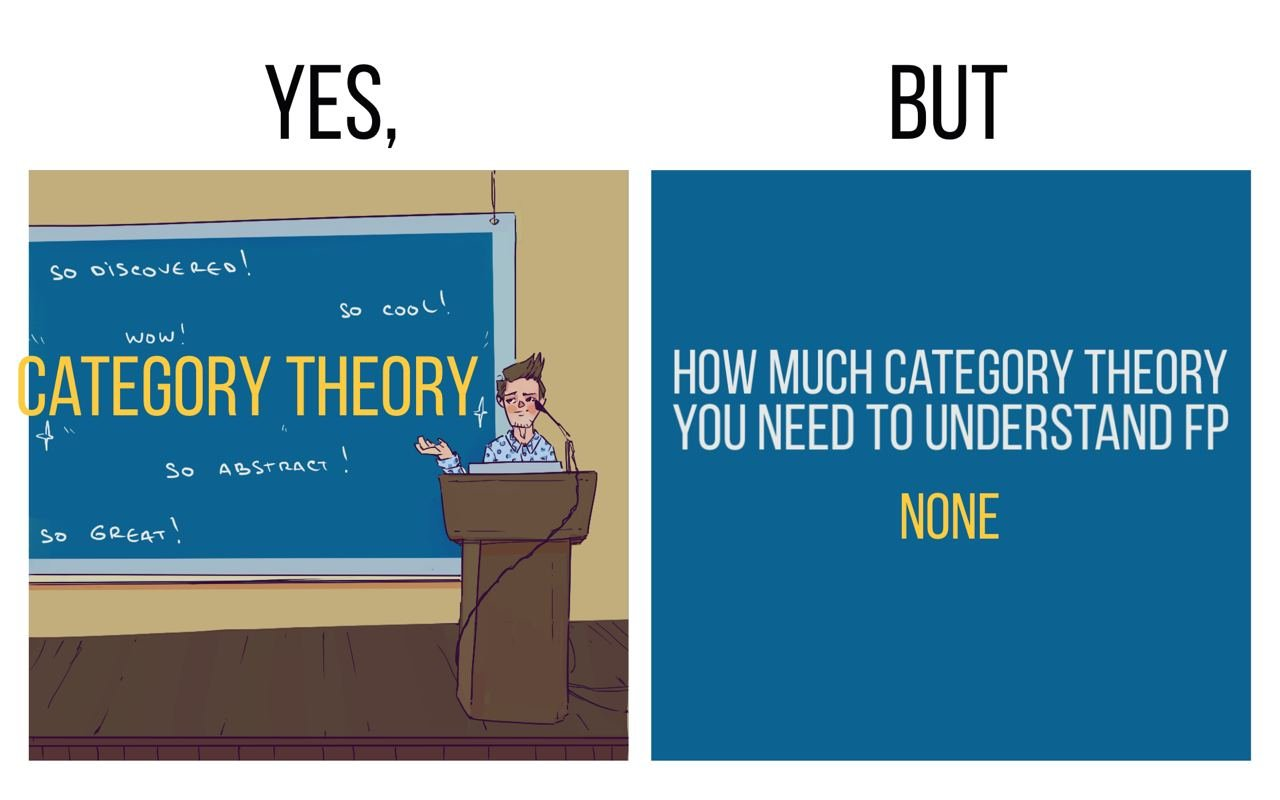 YES,
BUT
SO DISCOVERED!
SO COOL!
WOW!
CATEGORY THEORY
SO ABSTRACT!
SO GREAT!
HOW MUCH CATEGORY THEORY
YOU NEED TO UNDERSTAND FP
NONE